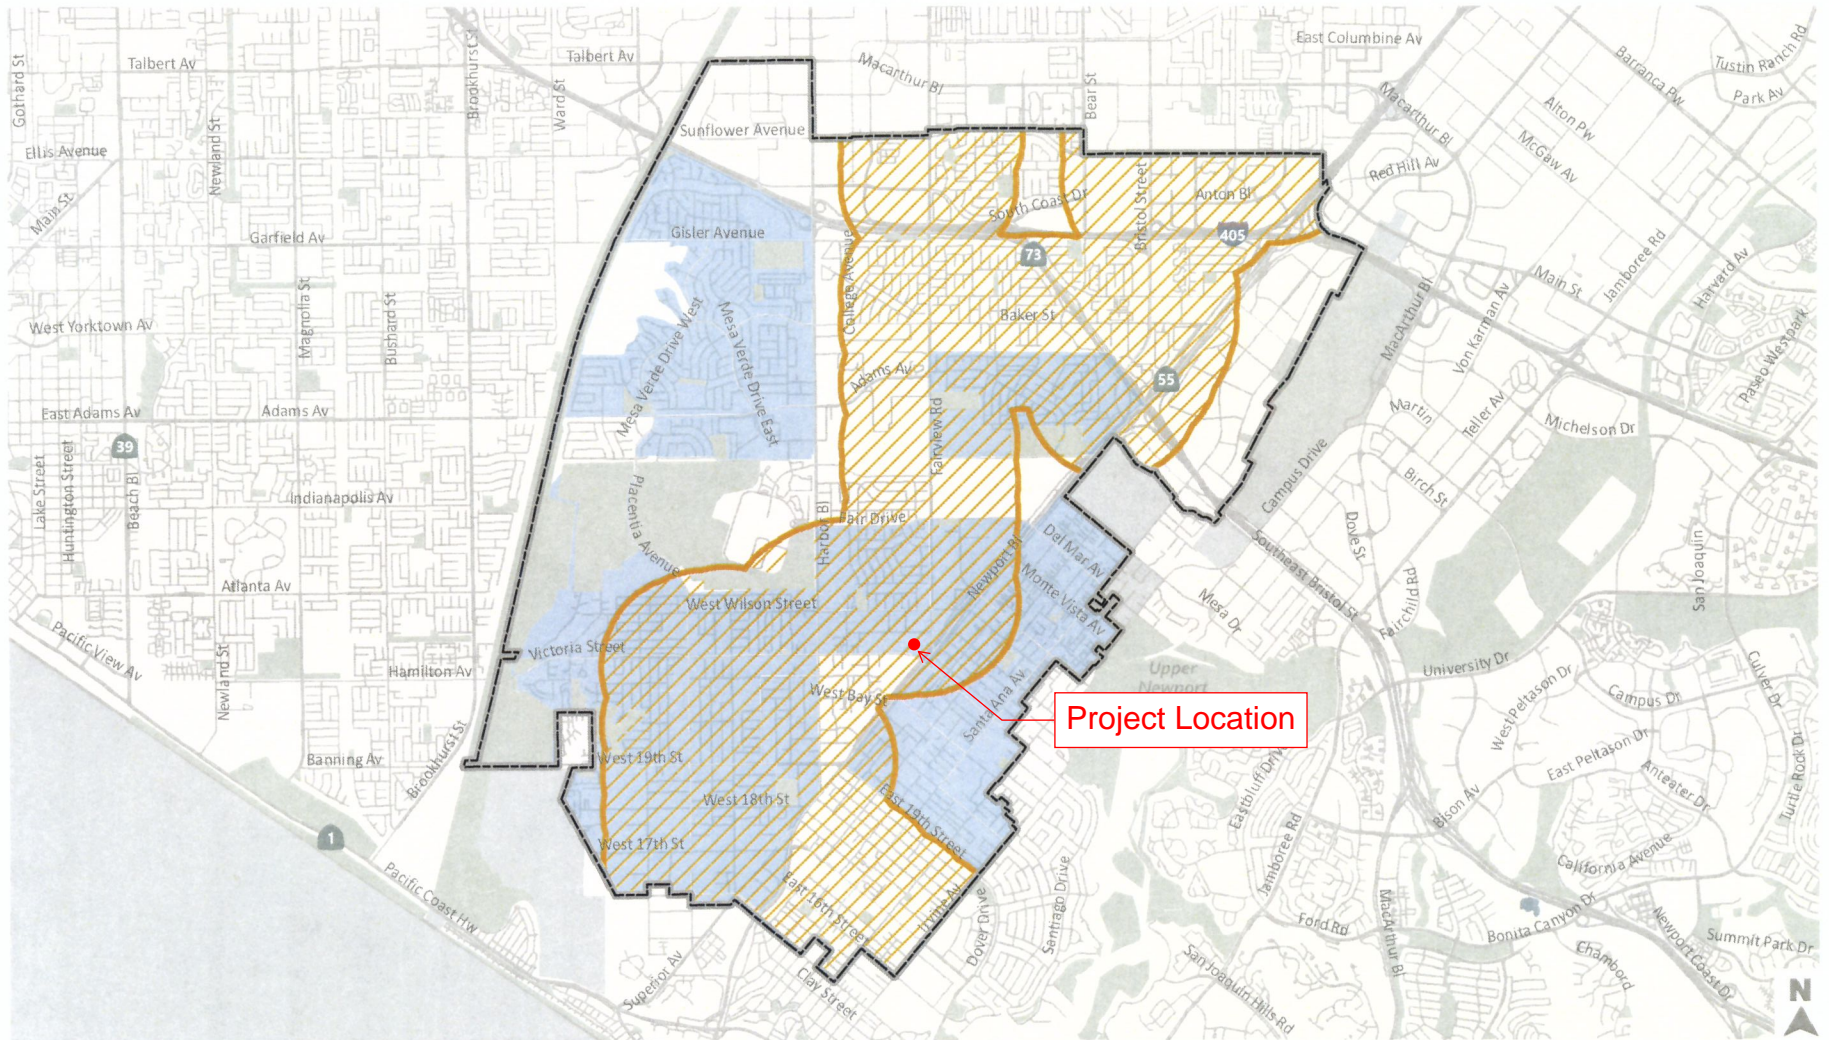 East Columbine Av
Talbert Av
Talbert Av
Macarthur Bl
Gothard St
Brookhurst St
Ward St
Bear St
Barranca Pw
Tustin Ranch Rd
Park Av
Macarthur Bl
Alton Pw
McGaw Av
Sunflower Avenue
Ellis Avenue
Newland St
Red Hill Av
Main St
Garfield Av
Gisler Avenue
College Avenue
South Coast Dr
Bristol Street
Anton Bl
405
73
Main St
Jamboree Rd
Harvard Av
West Yorktown Av
Magnolia St
Bushard St
Mesa Verde Drive West
Mesa Verde Drive East
Baker St
MacArthur Bl
Von Karman Av
Paseo Westpark
Adams Av
55
East Adams Av
Adams Av
39
Fairview Rd
Martin
Teller Av
Michelson Dr
Lake Street
Huntington Street
Beach Bl
Indianapolis Av
Placentia Avenue
Harbor Bl
Fair Drive
Campus Drive
Birch St
Dove St
Newport Bl
Del Mar Av
Southeast Bristol St
San Joaquin
Atlanta Av
West Wilson Street
Monte Vista Av
Mesa Dr
Fairchild Rd
Pacific View Av
Newland St
Hamilton Av
Victoria Street
Upper
Newport
University Dr
Campus Dr
Culver Dr
West Bay St
Santa Ana Av
Project Location
West Peltason Dr
East Peltason Dr
Anteater Dr
Turtle Rock Dr
Banning Av
Brookhurst St
West 19th St
West 18th St
East 19th Street
Eastbluff Drive
Bison Av
1
West 17th St
Jamboree Rd
California Avenue
Pacific Coast Hw
East 16th Street
Irvine Av
Dover Drive
Santiago Drive
Ford Rd
MacArthur Bl
Bonita Canyon Dr
Newport Coast Dr
Summit Park Dr
Chambord
Superior Av
Clay Street
San Joaquin Hills Rd
N